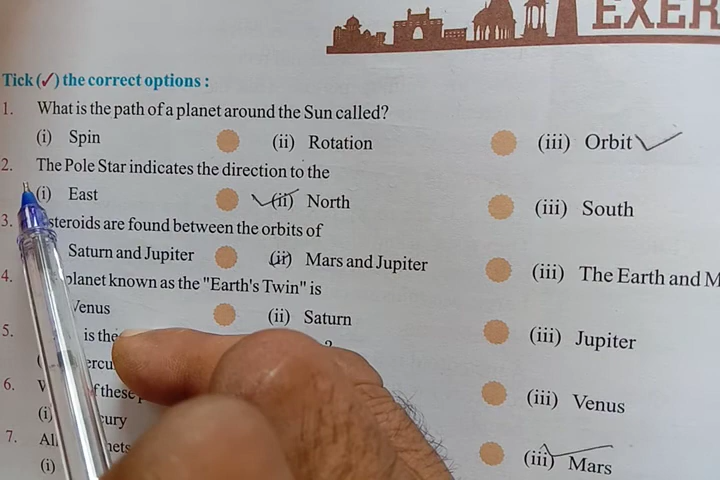 EXER
Tick (✓) the correct options :
1. What is the path of a planet around the Sun called?
(i) Spin (ii) Rotation (iii) Orbit
2. The Pole Star indicates the direction to the
(i) East (ii) North (iii) South
3. steroids are found between the orbits of
Saturn and Jupiter (ii) Mars and Jupiter (iii) The Earth and M
4. planet known as the "Earth's Twin" is
Venus (ii) Saturn (iii) Jupiter
5. is the ?
ercu (iii) Venus
6. f these
(i) cury (iii) Mars
7. Al nets
(i)